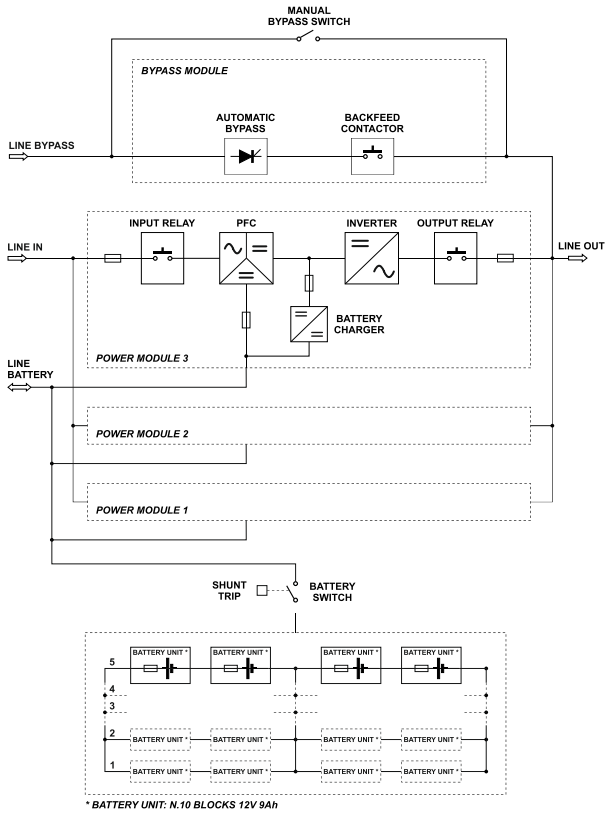 MANUAL
BYPASS SWITCH
BYPASS MODULE
AUTOMATIC
BYPASS
BACKFEED
CONTACTOR
LINE BYPASS
INPUT RELAY
PFC
INVERTER
OUTPUT RELAY
LINE IN
LINE OUT
BATTERY
CHARGER
POWER MODULE 3
LINE
BATTERY
POWER MODULE 2
POWER MODULE 1
SHUNT
TRIP
BATTERY
SWITCH
5
BATTERY UNIT *
BATTERY UNIT *
BATTERY UNIT *
BATTERY UNIT *
4
3
2
BATTERY UNIT *
BATTERY UNIT *
BATTERY UNIT *
BATTERY UNIT *
1
BATTERY UNIT *
BATTERY UNIT *
BATTERY UNIT *
BATTERY UNIT *
* BATTERY UNIT: N.10 BLOCKS 12V 9Ah